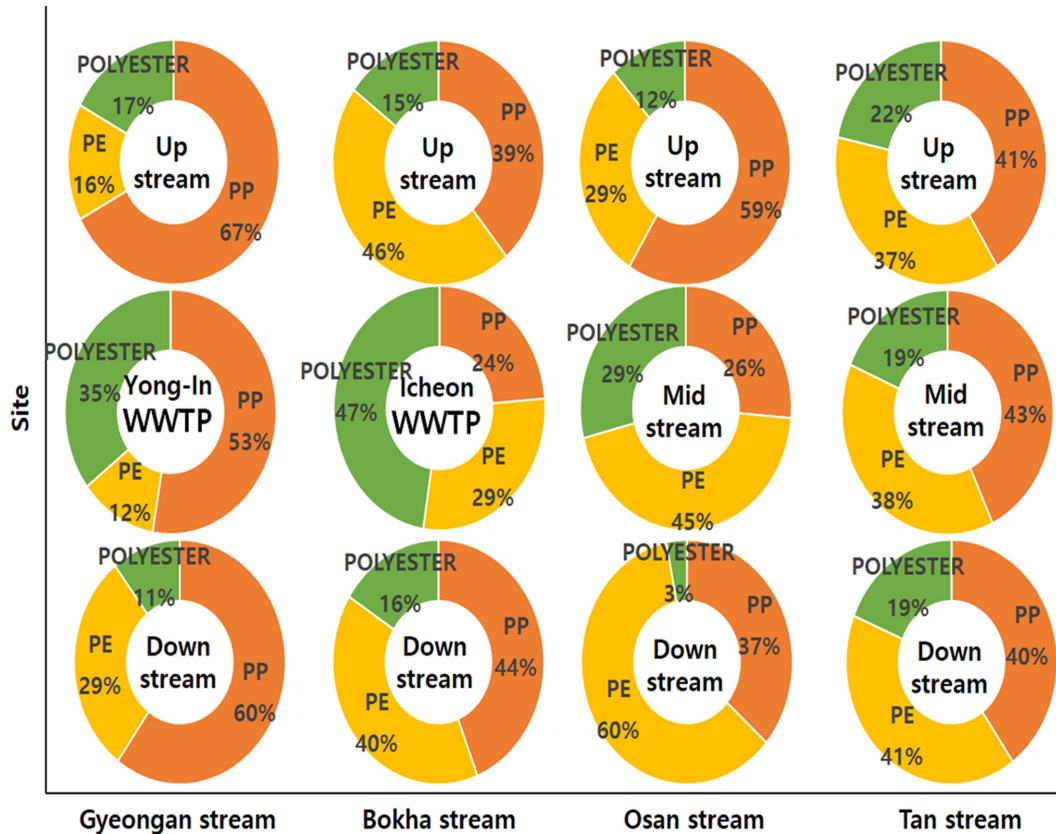 POLYESTER
17%
PE
16%
Up
stream
PP
67%
POLYESTER
15%
PP
39%
Up
stream
PE
46%
POLYESTER
12%
PE
29%
Up
stream
PP
59%
POLYESTER
22%
PP
41%
Up
stream
PE
37%
Site
POLYESTER
35%
Yong-In
WWTP
PP
53%
PE
12%
POLYESTER
47%
PP
24%
Icheon
WWTP
PE
29%
POLYESTER
29%
PP
26%
Mid
stream
PE
45%
POLYESTER
19%
PP
43%
Mid
stream
PE
38%
POLYESTER
11%
PE
29%
Down
stream
PP
60%
POLYESTER
16%
PP
44%
Down
stream
PE
40%
POLYESTER
3%
PP
37%
Down
stream
PE
60%
POLYESTER
19%
PP
40%
Down
stream
PE
41%
Gyeongan stream
Bokha stream
Osan stream
Tan stream